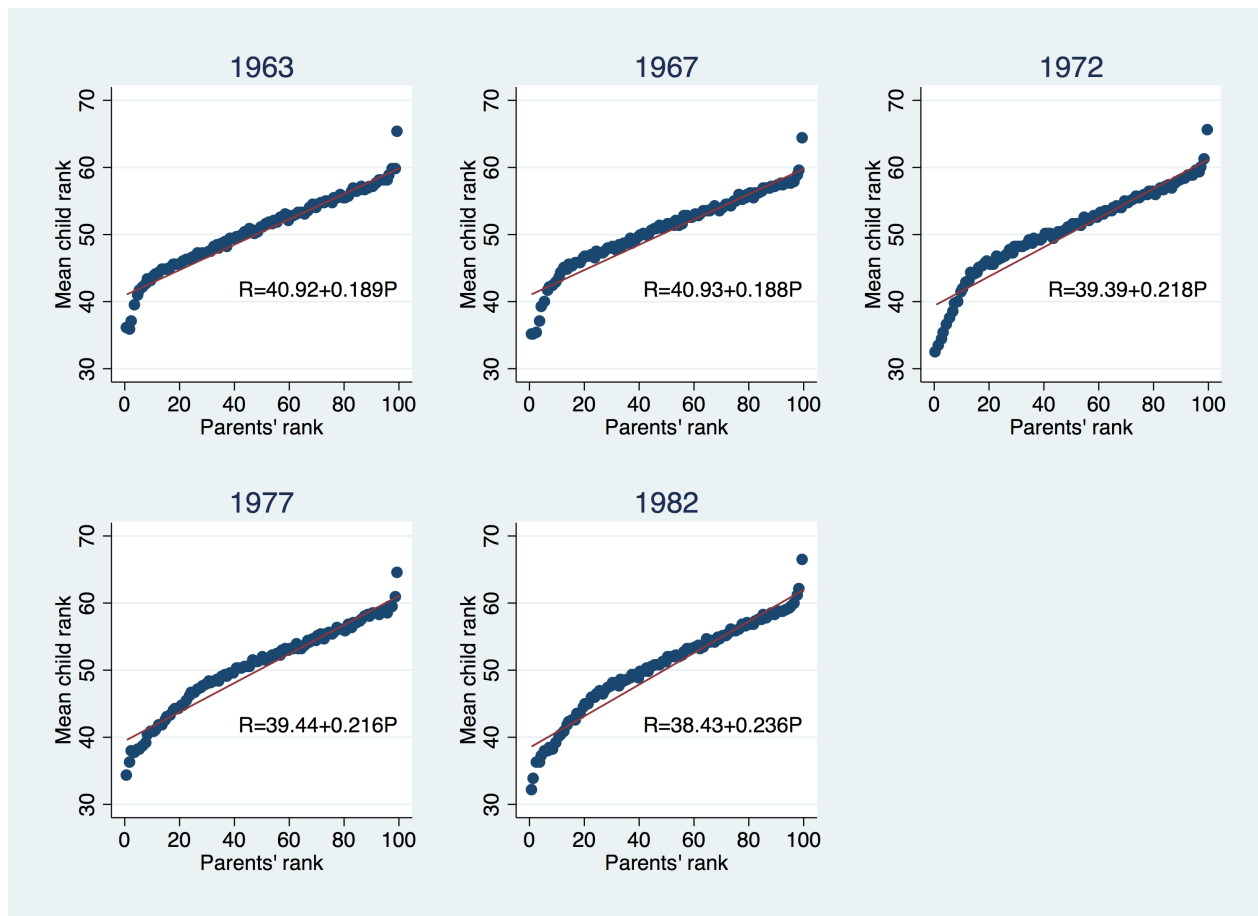 1963
70
60
50
40
30
Mean child rank
R=40.92+0.189P
0 20 40 60 80 100
Parents' rank
1967
70
60
50
40
30
Mean child rank
R=40.93+0.188P
0 20 40 60 80 100
Parents' rank
1972
70
60
50
40
30
Mean child rank
R=39.39+0.218P
0 20 40 60 80 100
Parents' rank
1977
70
60
50
40
30
Mean child rank
R=39.44+0.216P
0 20 40 60 80 100
Parents' rank
1982
70
60
50
40
30
Mean child rank
R=38.43+0.236P
0 20 40 60 80 100
Parents' rank